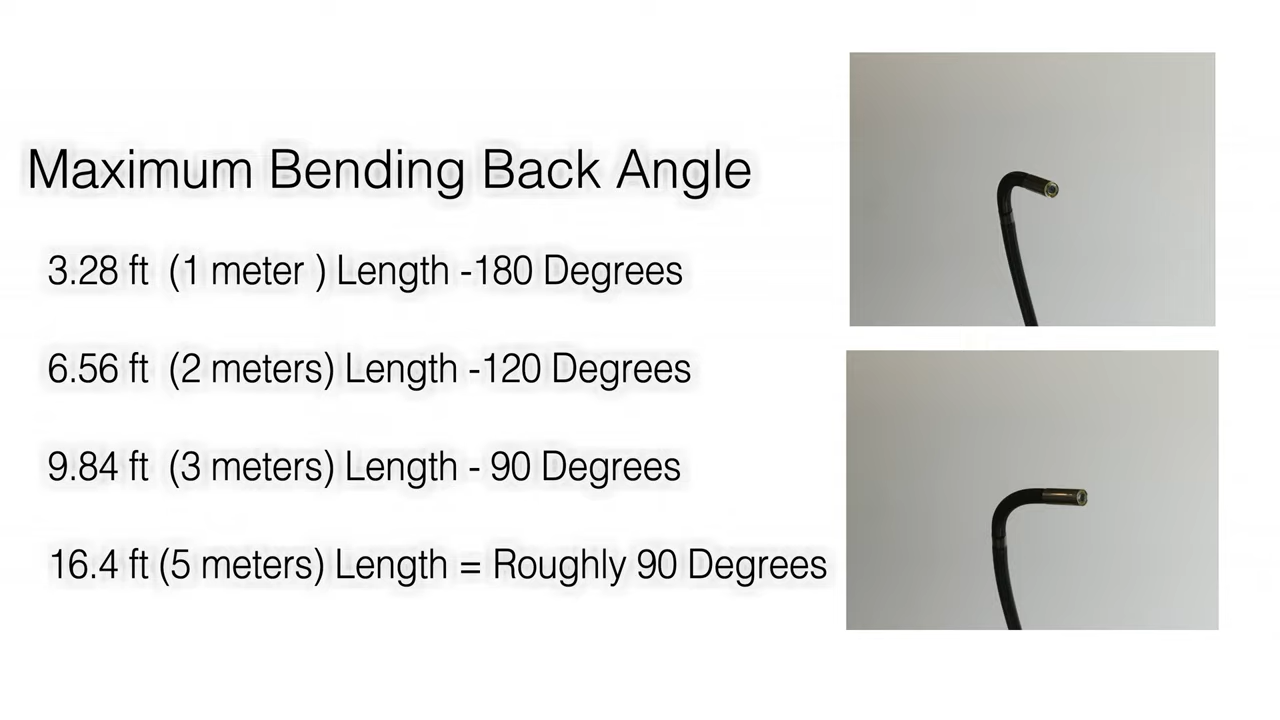 Maximum Bending Back Angle
3.28 ft (1 meter ) Length -180 Degrees
6.56 ft (2 meters) Length -120 Degrees
9.84 ft (3 meters) Length - 90 Degrees
16.4 ft (5 meters) Length = Roughly 90 Degrees